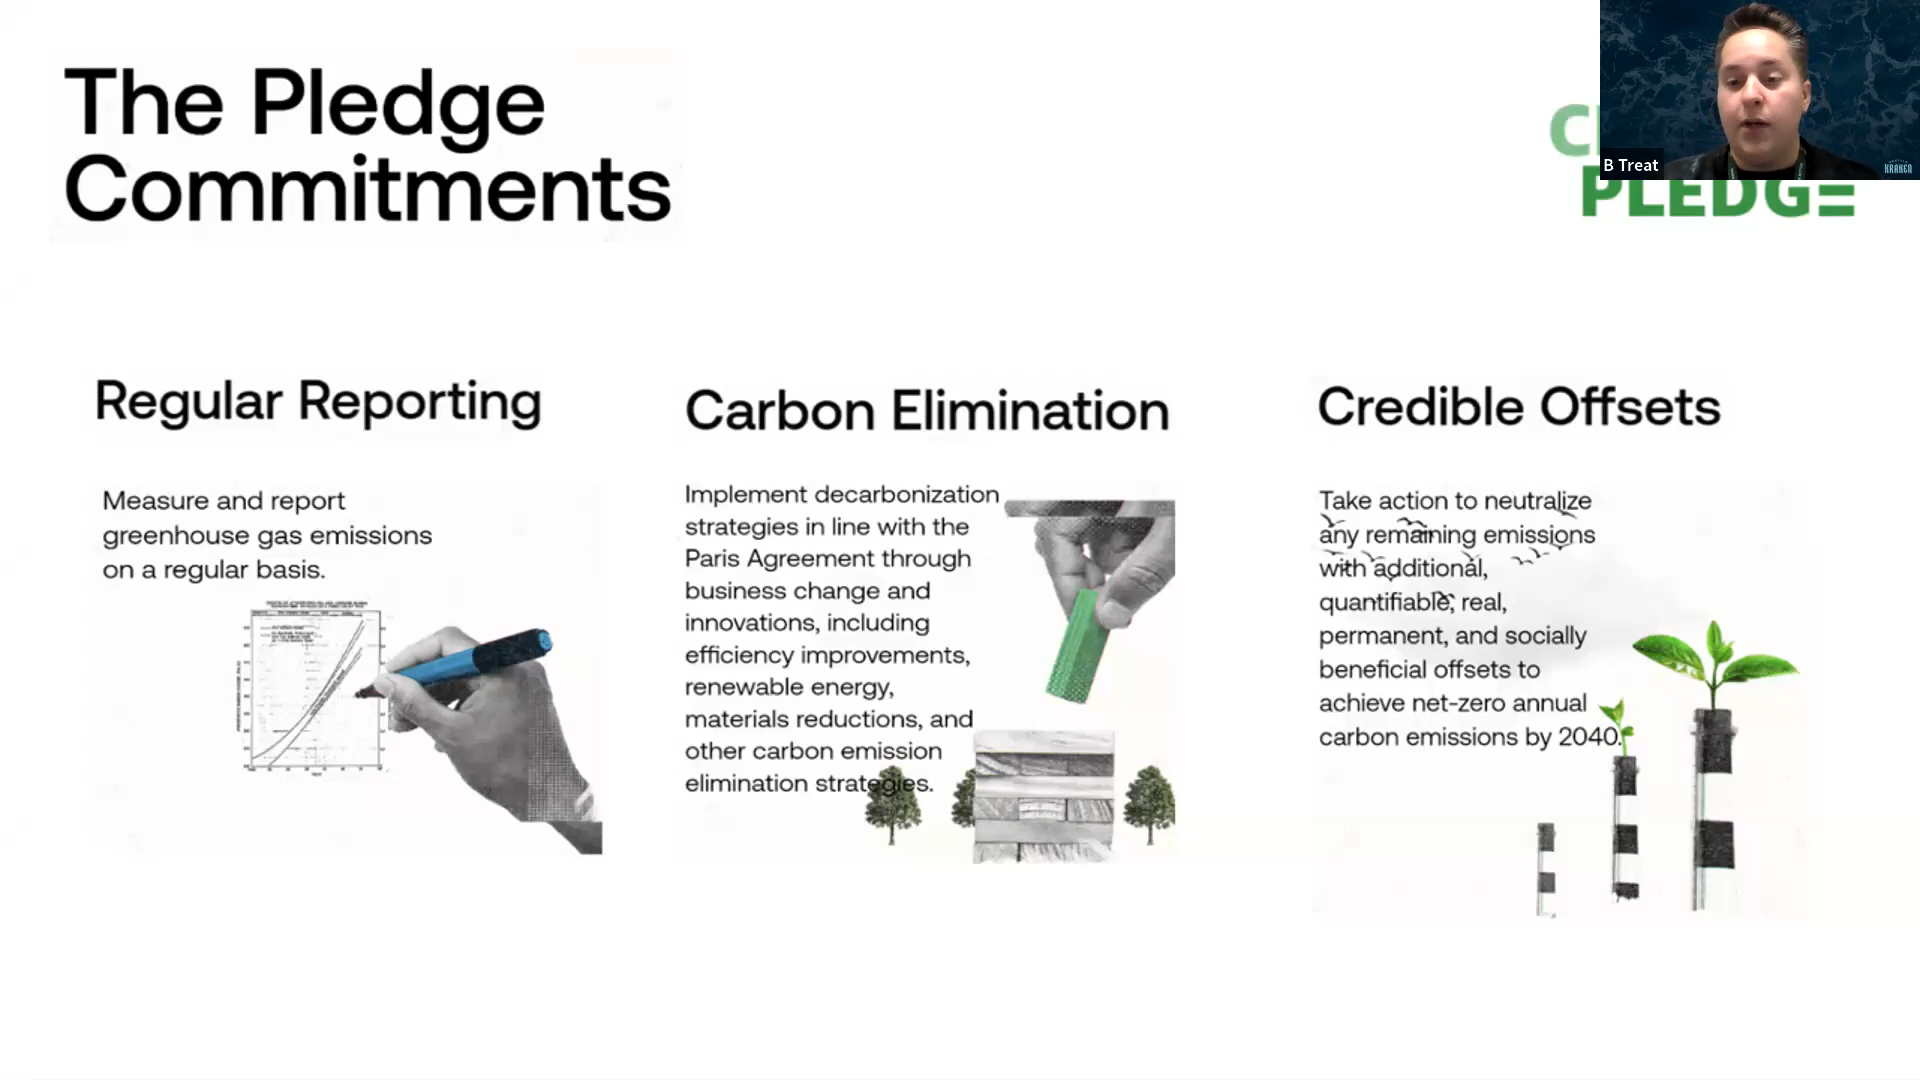 The Pledge
Commitments
B Treat
KRAKEN
PLEDGE
Regular Reporting
Measure and report
greenhouse gas emissions
on a regular basis.
Carbon Elimination
Implement decarbonization
strategies in line with the
Paris Agreement through
business change and
innovations, including
efficiency improvements,
renewable energy,
materials reductions, and
other carbon emission
elimination strategies.
Credible Offsets
Take action to neutralize
any remaining emissions
with additional,
quantifiable, real,
permanent, and socially
beneficial offsets to
achieve net-zero annual
carbon emissions by 2040.